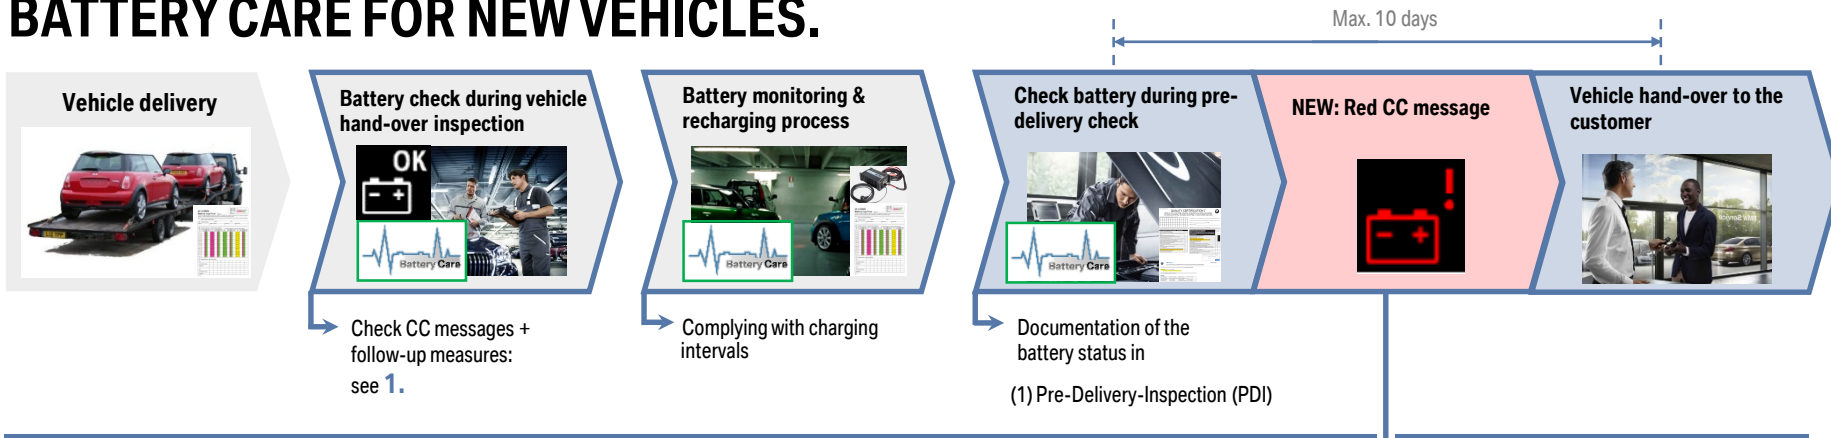 BATTERY CARE FOR NEW VEHICLES.
Max. 10 days
Vehicle delivery
Battery check during vehicle
hand-over inspection
OK
Battery Care
Check CC messages +
follow-up measures:
see 1.
Battery monitoring &
recharging process
Battery Care
Complying with charging
intervals
Check battery during pre-
delivery check
Battery Care
Documentation of the
battery status in
(1) Pre-Delivery-Inspection (PDI)
NEW: Red CC message
!
Vehicle hand-over to the
customer